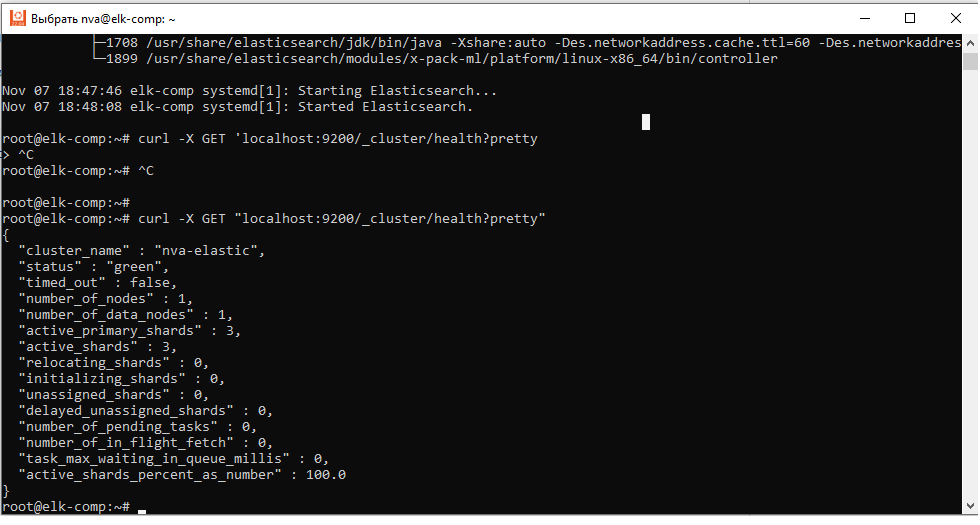 Выбрать nva@elk-comp: ~
├─1708 /usr/share/elasticsearch/jdk/bin/java -Xshare:auto -Des.networkaddress.cache.ttl=60 -Des.networkaddres
└─1899 /usr/share/elasticsearch/modules/x-pack-ml/platform/linux-x86_64/bin/controller
Nov 07 18:47:46 elk-comp systemd[1]: Starting Elasticsearch...
Nov 07 18:48:08 elk-comp systemd[1]: Started Elasticsearch.
root@elk-comp:~# curl -X GET 'localhost:9200/_cluster/health?pretty
> ^C
root@elk-comp:~# ^C
root@elk-comp:~#
root@elk-comp:~# curl -X GET "localhost:9200/_cluster/health?pretty"
{
  "cluster_name" : "nva-elastic",
  "status" : "green",
  "timed_out" : false,
  "number_of_nodes" : 1,
  "number_of_data_nodes" : 1,
  "active_primary_shards" : 3,
  "active_shards" : 3,
  "relocating_shards" : 0,
  "initializing_shards" : 0,
  "unassigned_shards" : 0,
  "delayed_unassigned_shards" : 0,
  "number_of_pending_tasks" : 0,
  "number_of_in_flight_fetch" : 0,
  "task_max_waiting_in_queue_millis" : 0,
  "active_shards_percent_as_number" : 100.0
}
root@elk-comp:~#